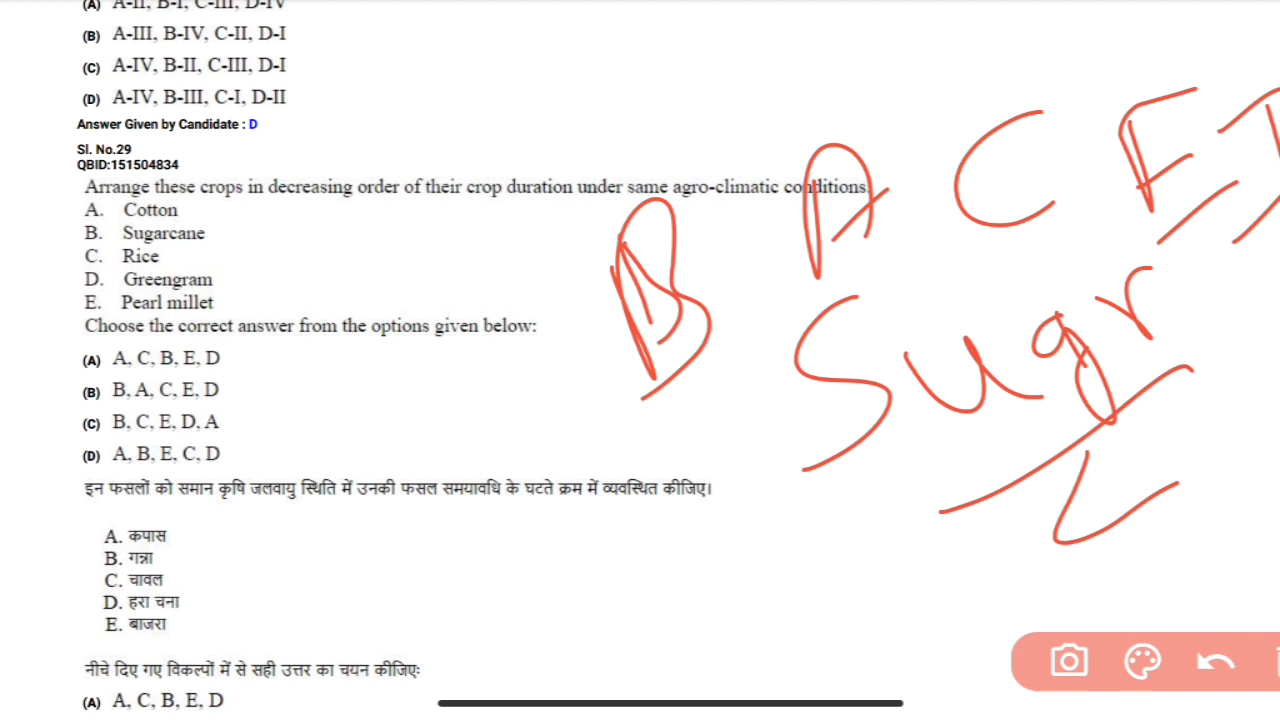 (A) A-II, B-I, C-III, D-IV
(B) A-III, B-IV, C-II, D-I
(C) A-IV, B-II, C-III, D-I
(D) A-IV, B-III, C-I, D-II
Answer Given by Candidate : D
Sl. No.29
QBID:151504834
Arrange these crops in decreasing order of their crop duration under same agro-climatic conditions.
A. Cotton
B. Sugarcane
C. Rice
D. Greengram
E. Pearl millet
Choose the correct answer from the options given below:
(A) A, C, B, E, D
(B) B, A, C, E, D
(C) B, C, E, D, A
(D) A, B, E, C, D
इन फसलों को समान कृषि जलवायु स्थिति में उनकी फसल समयावधि के घटते क्रम में व्यवस्थित कीजिए।
A. कपास
B. गन्ना
C. चावल
D. हरा चना
E. बाजरा
नीचे दिए गए विकल्पों में से सही उत्तर का चयन कीजिए:
(A) A, C, B, E, D
B A C E
Sugr